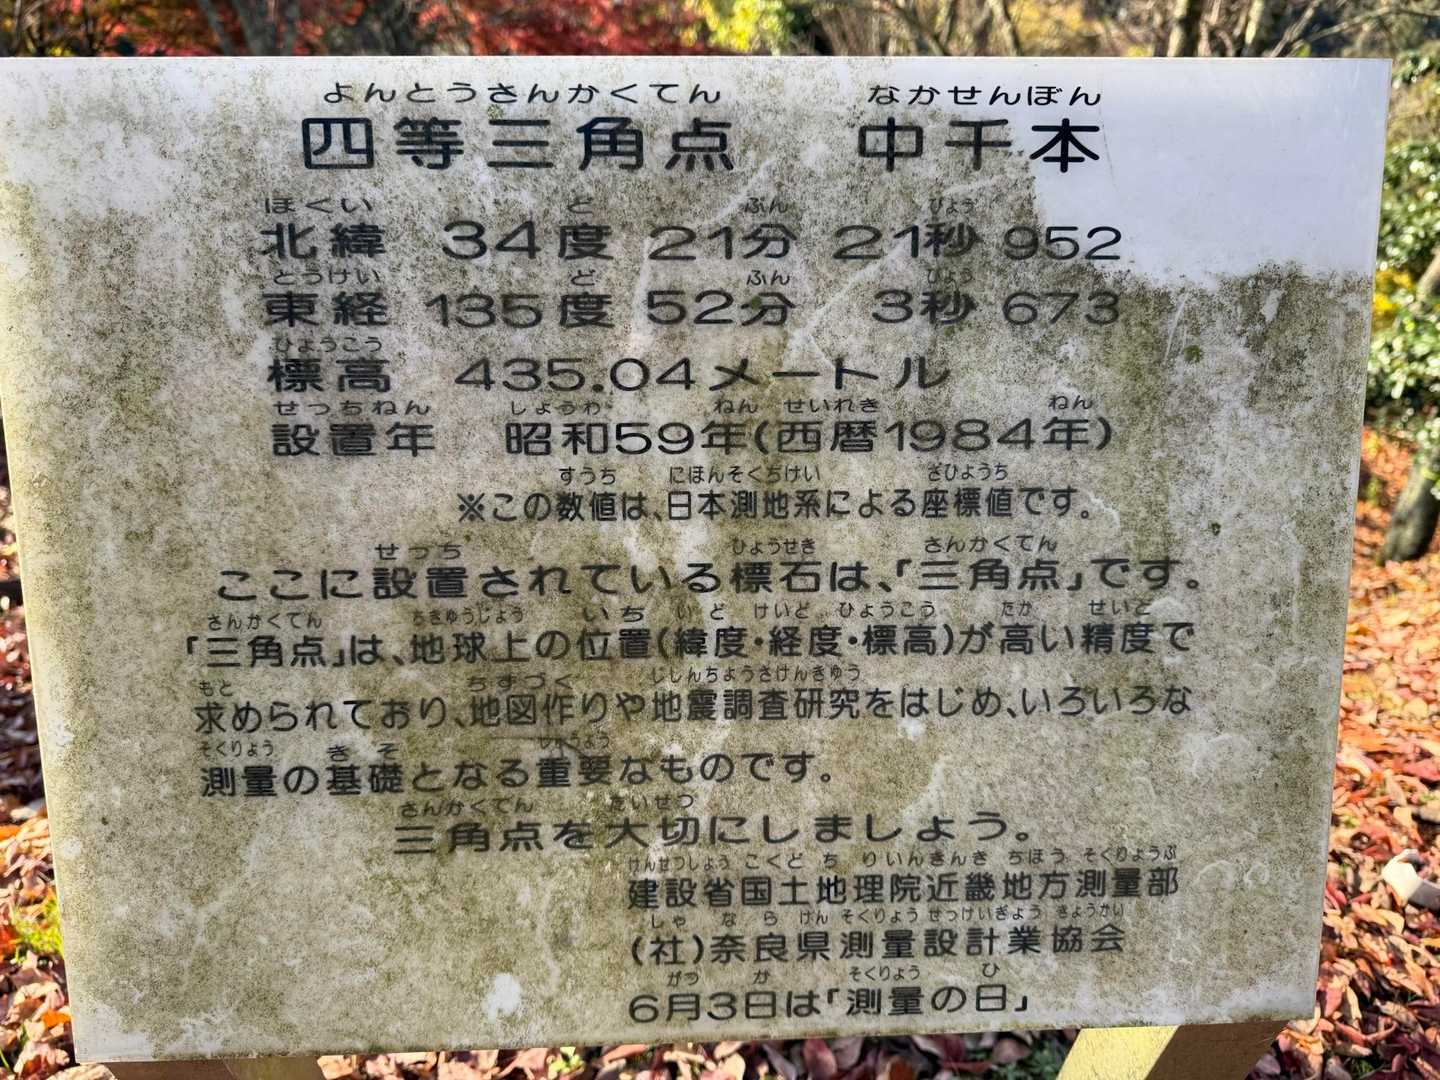 よんとうさんかくてん なかせんぼん
四等三角点 中千本
ほくい ど ぷん びょう
北緯 34度 21分 21秒 952
とうけい ど ふん びょう
東経 135度 52分 3秒 673
ひょうこう
標高 435.04メートル
せっちねん しょうわ ねん せいれき ねん
設置年 昭和59年(西暦1984年)
すうち にほんそくちけい ざひょうち
※この数値は、日本測地系による座標値です。
せっち ひょうせき さんかくてん
ここに設置されている標石は、「三角点」です。
さんかくてん ちきゅうじょう いち いど けいど ひょうこう たか せいど
「三角点」は、地球上の位置(緯度・経度・標高)が高い精度で
もと ちずづく じしんちょうさけんきゅう
求められており、地図作りや地震調査研究をはじめ、いろいろな
そくりょう きそ じゅうよう
測量の基礎となる重要なものです。
さんかくてん たいせつ
三角点を大切にしましょう。
けんせつしょう こくど ち りいんきんき ちほう そくりょうぶ
建設省国土地理院近畿地方測量部
しゃ なら けん そくりょう せっけいぎょう きょうかい
(社)奈良県測量設計業協会
がつ か そくりょう ひ
6月3日は「測量の日」